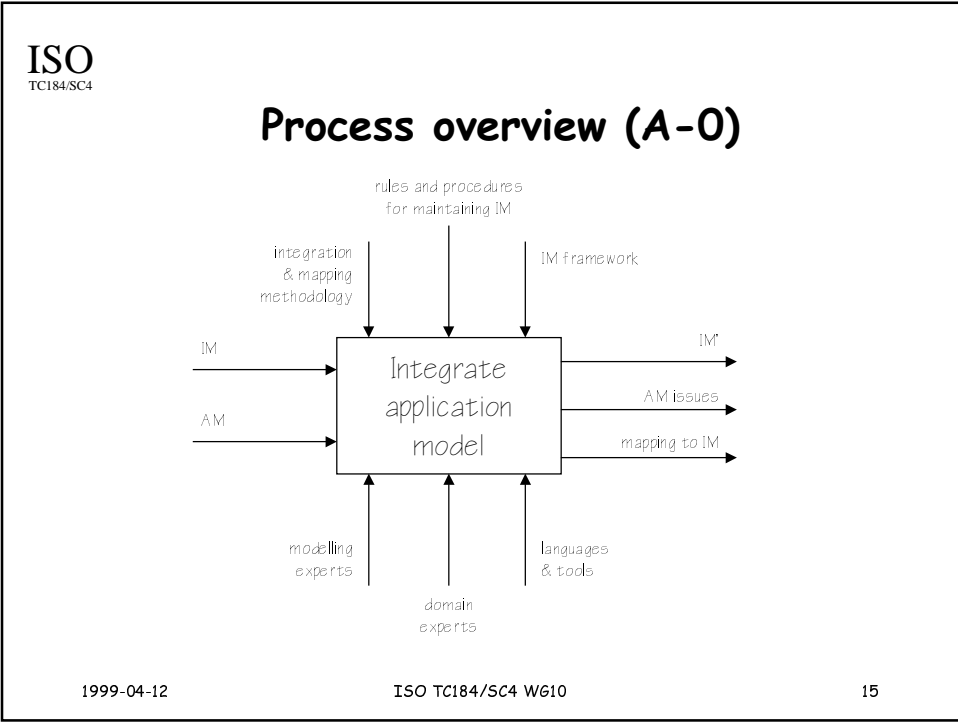 ISO
TC184/SC4
Process overview (A-0)
rules and procedures
for maintaining IM
integration
& mapping
methodology
IM framework
IM
AM
Integrate
application
model
IM'
AM issues
mapping to IM
modelling
experts
domain
experts
languages
& tools
1999-04-12
ISO TC184/SC4 WG10
15